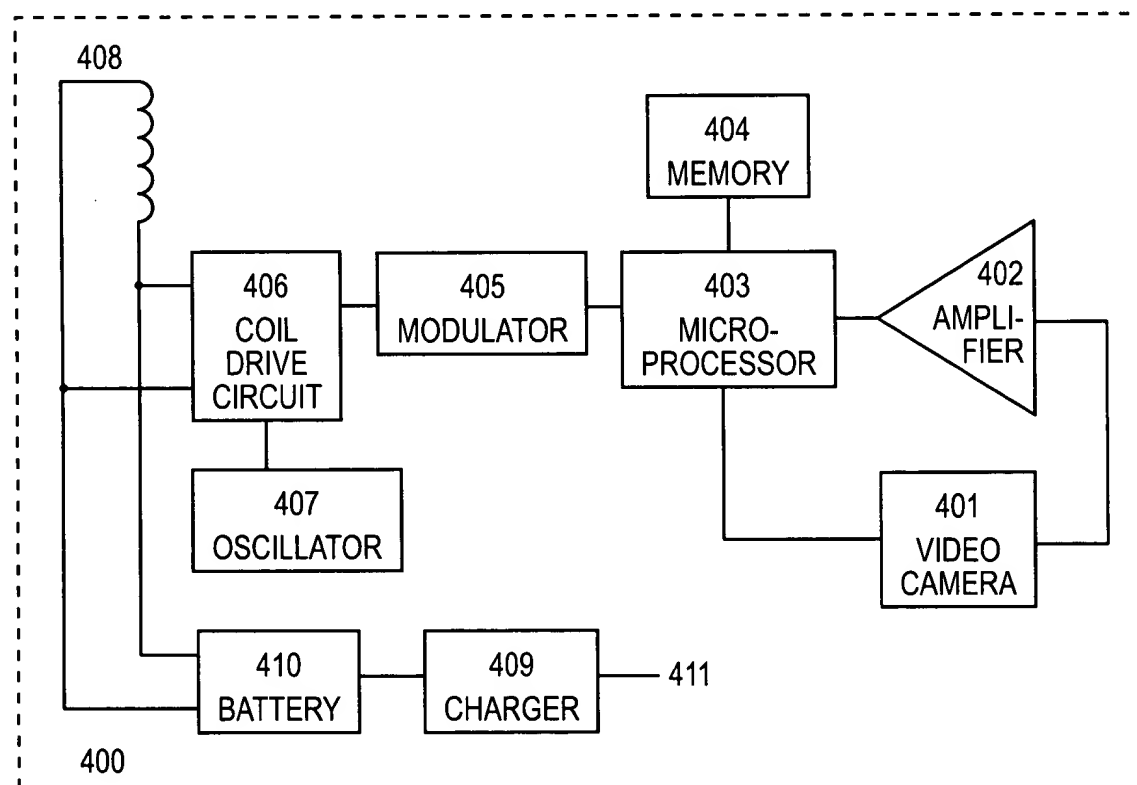 408
404
MEMORY
406
COIL
DRIVE
CIRCUIT
405
MODULATOR
403
MICRO-
PROCESSOR
402
AMPLI-
FIER
407
OSCILLATOR
401
VIDEO
CAMERA
410
BATTERY
409
CHARGER
411
400